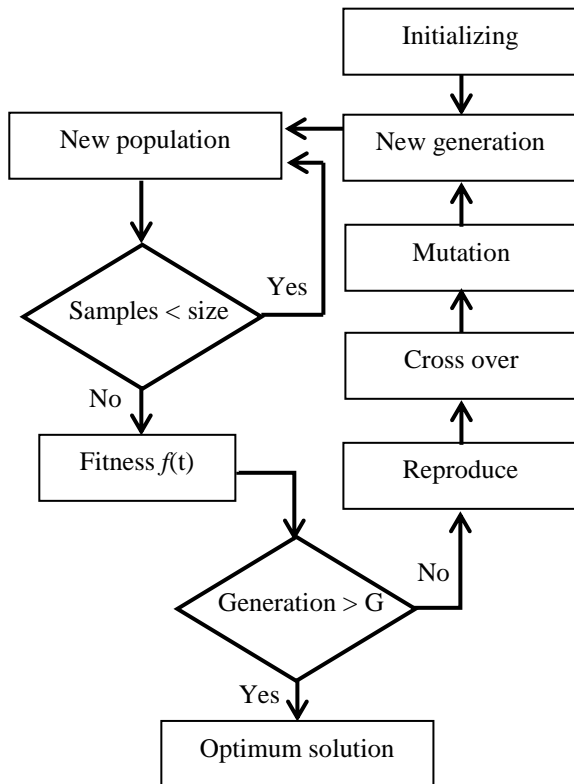 Initializing
New population
New generation
Mutation
Yes
Samples < size
Cross over
No
Fitness f(t)
Reproduce
No
Generation > G
Yes
Optimum solution